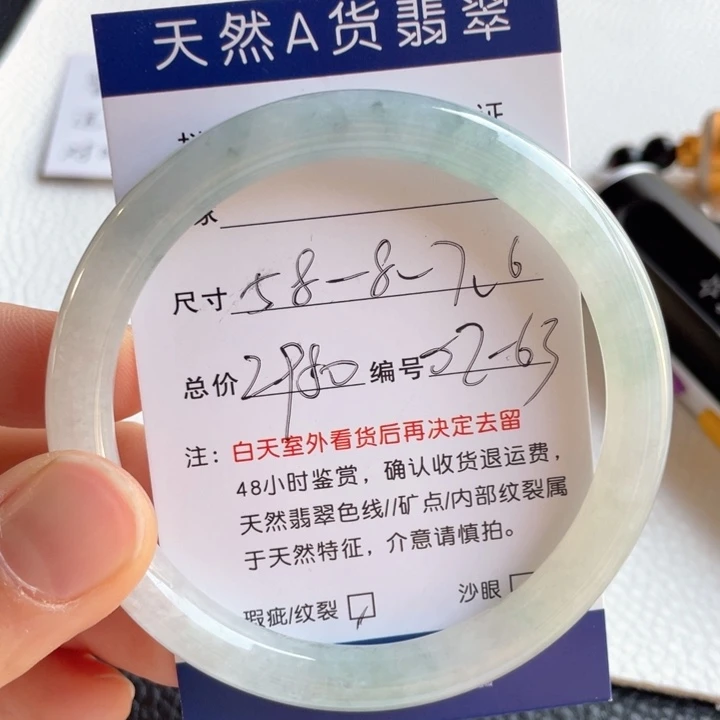 天然A货翡翠
证
尺寸 58-8-7.6
总价 2980 编号 52-63
注：白天室外看货后再决定去留
48小时鉴赏，确认收货退运费，
天然翡翠色线//矿点/内部纹裂属
于天然特征，介意请慎拍。
瑕疵/纹裂 沙眼